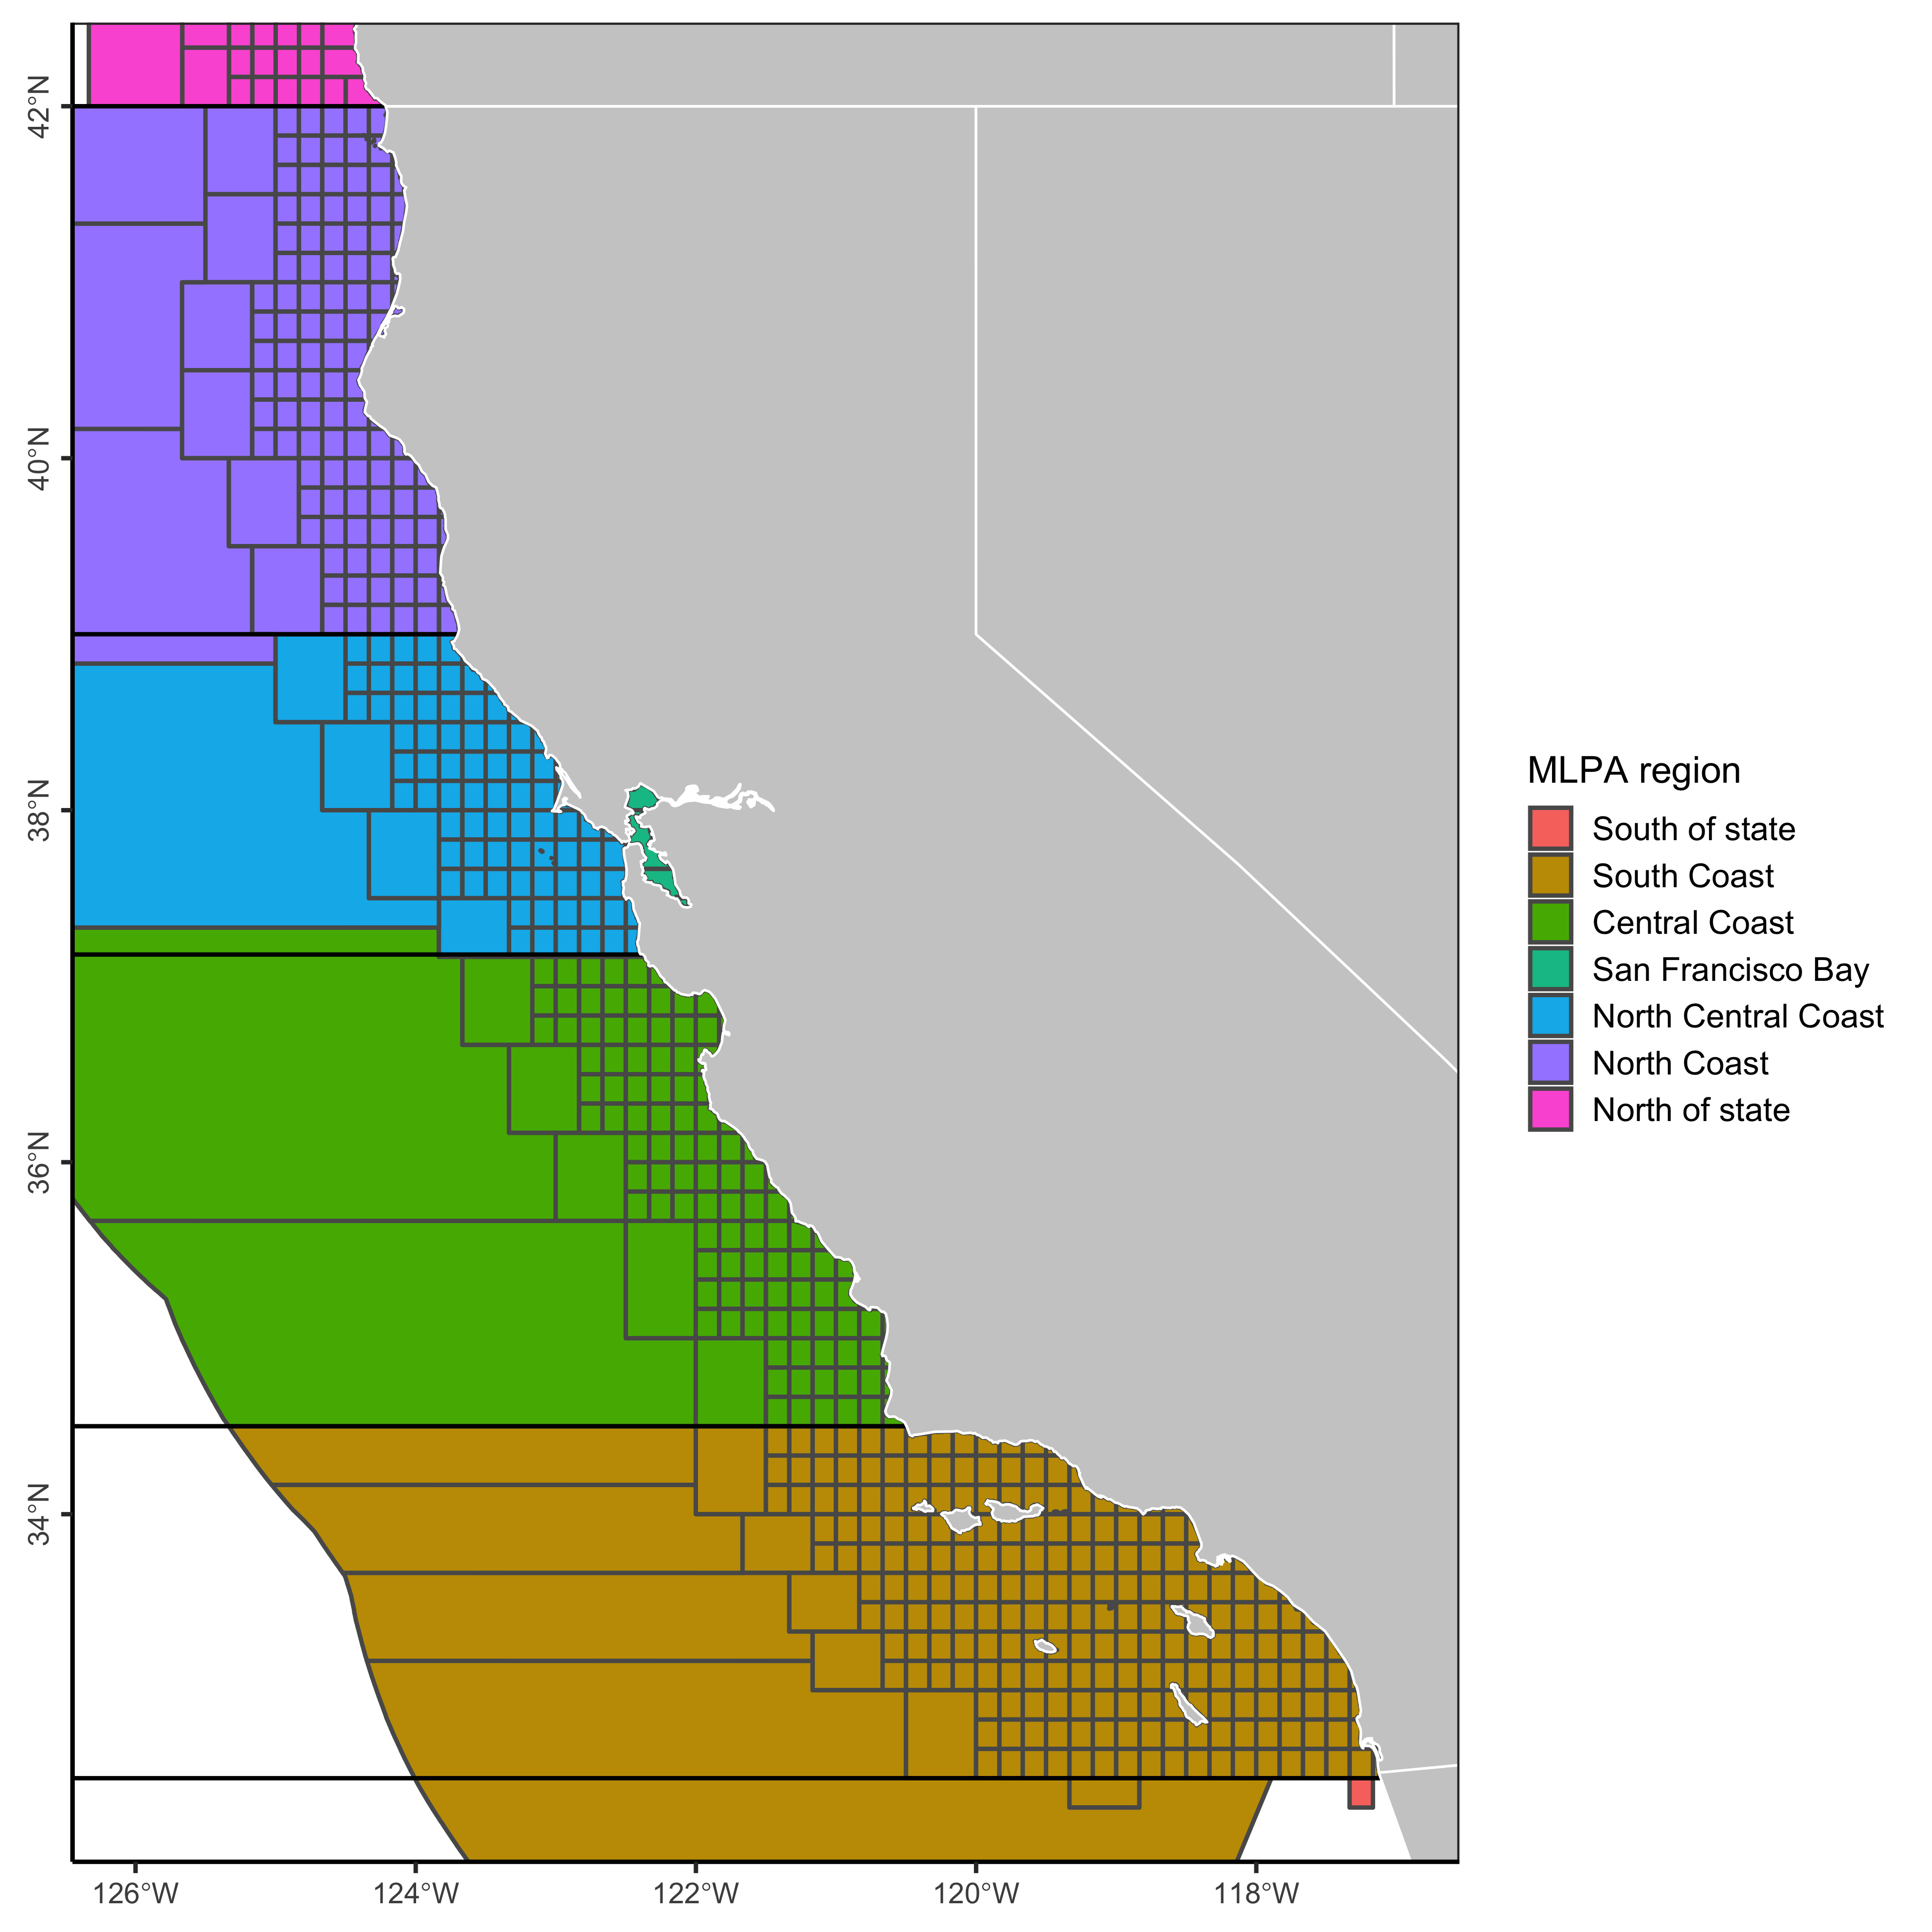 42°N
40°N
38°N
36°N
34°N
126°W
124°W
122°W
120°W
118°W
MLPA region
South of state
South Coast
Central Coast
San Francisco Bay
North Central Coast
North Coast
North of state